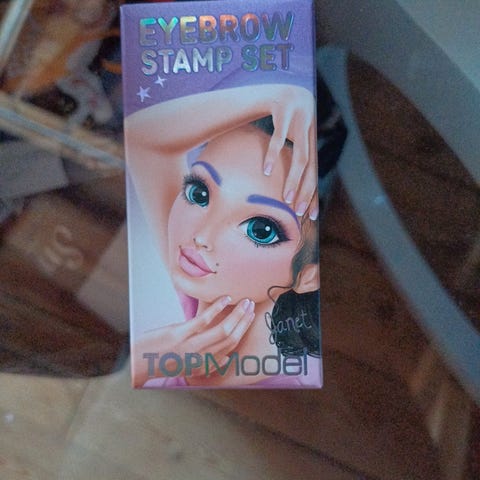 EYEBROW
STAMP SET
Janet
TOPModel